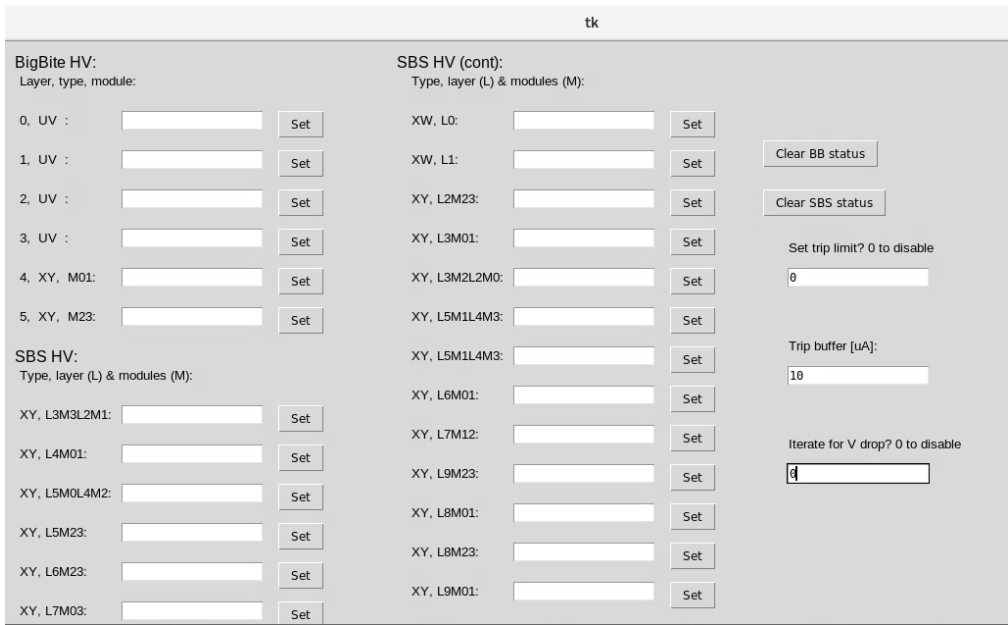 tk
BigBite HV:
Layer, type, module:
0, UV : Set
1, UV : Set
2, UV : Set
3, UV : Set
4, XY, M01: Set
5, XY, M23: Set
SBS HV:
Type, layer (L) & modules (M):
XY, L3M3L2M1: Set
XY, L4M01: Set
XY, L5M0L4M2: Set
XY, L5M23: Set
XY, L6M23: Set
XY, L7M03: Set
SBS HV (cont):
Type, layer (L) & modules (M):
XW, L0: Set
XW, L1: Set
XY, L2M23: Set
XY, L3M01: Set
XY, L3M2L2M0: Set
XY, L5M1L4M3: Set
XY, L5M1L4M3: Set
XY, L6M01: Set
XY, L7M12: Set
XY, L9M23: Set
XY, L8M01: Set
XY, L8M23: Set
XY, L9M01: Set
Clear BB status
Clear SBS status
Set trip limit? 0 to disable
0
Trip buffer [uA]:
10
Iterate for V drop? 0 to disable
0